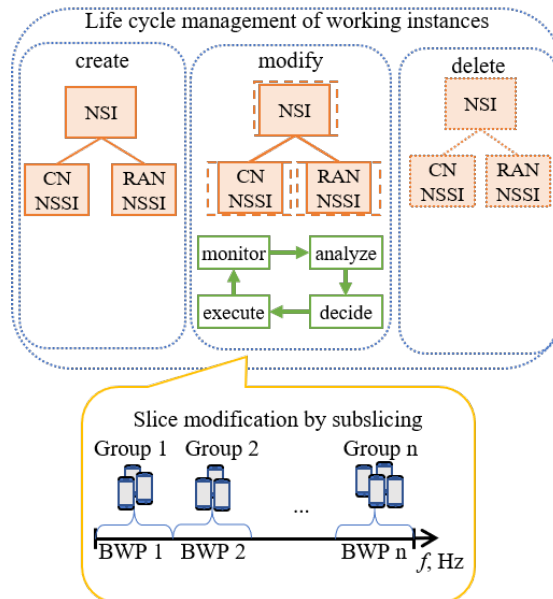 Life cycle management of working instances
create
NSI
CN
NSSI
RAN
NSSI
modify
NSI
CN
NSSI
RAN
NSSI
monitor
analyze
execute
decide
delete
NSI
CN
NSSI
RAN
NSSI
Slice modification by subslicing
Group 1
Group 2
Group n
...
BWP 1
BWP 2
BWP n
f, Hz